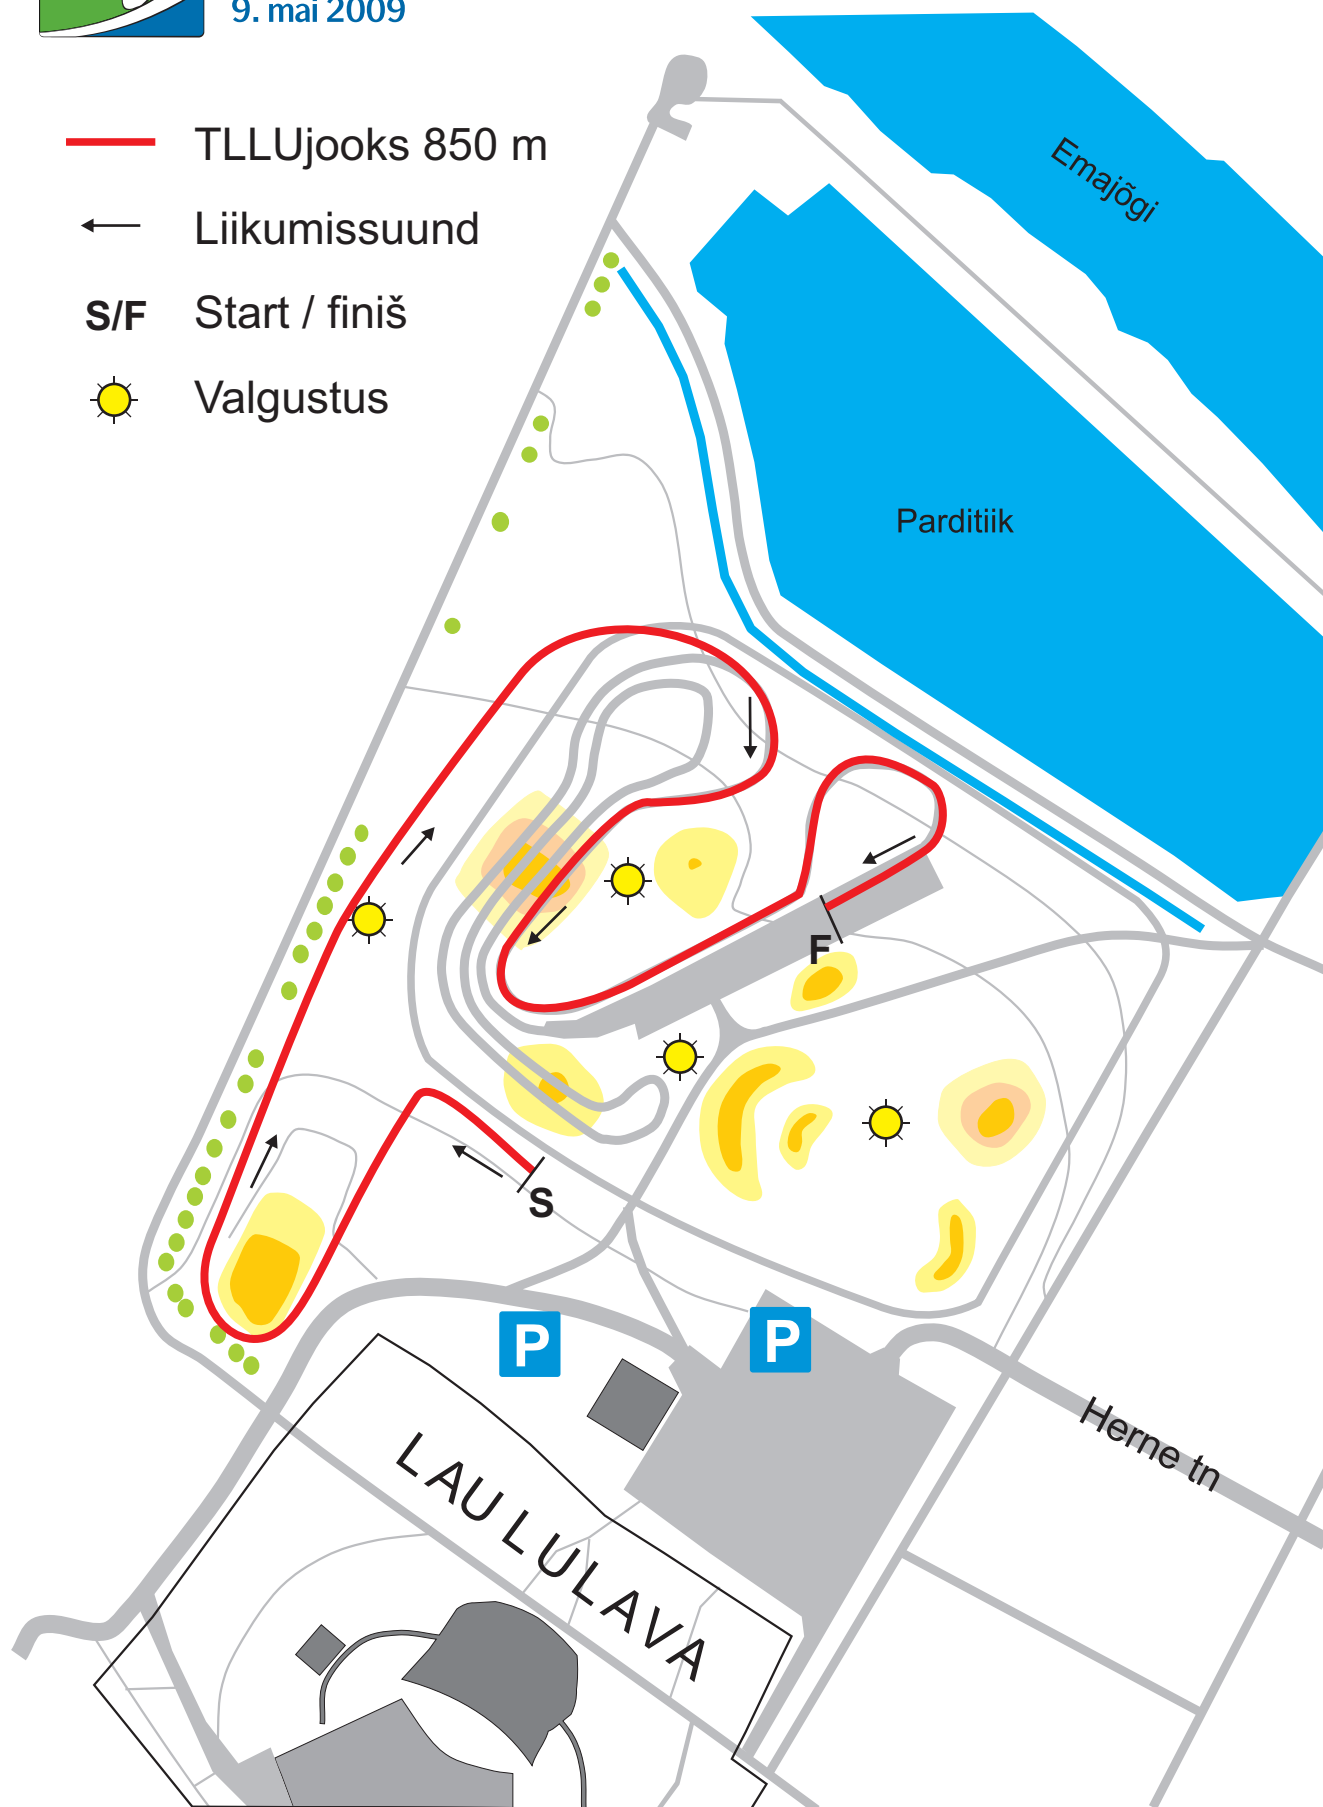 9. mai 2009
TLLUjooks 850 m
Liikumissuund
S/F Start / finiš
Valgustus
Emajõgi
Parditiik
F
S
P
P
Herne tn
LAULULAVA